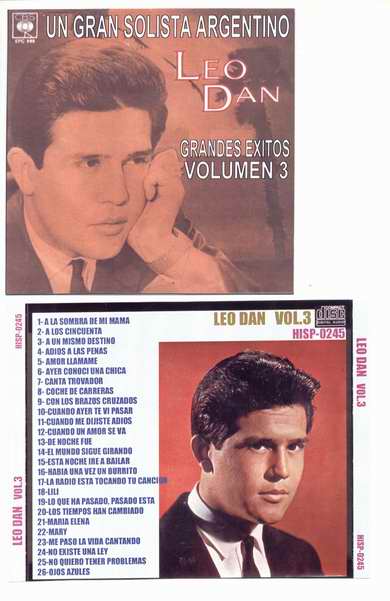 CBS
EPC 598
UN GRAN SOLISTA ARGENTINO
LEO
DAN
GRANDES EXITOS
VOLUMEN 3
HISP-0245
LEO DAN VOL.3
1- A LA SOMBRA DE MI MAMA
2- A LOS CINCUENTA
3- A UN MISMO DESTINO
4- ADIOS A LAS PENAS
5- AMOR LLAMAME
6- AYER CONOCI UNA CHICA
7- CANTA TROVADOR
8- COCHE DE CARRERAS
9- CON LOS BRAZOS CRUZADOS
10-CUANDO AYER TE VI PASAR
11-CUANDO ME DIJISTE ADIOS
12-CUANDO UN AMOR SE VA
13-DE NOCHE FUE
14-EL MUNDO SIGUE GIRANDO
15-ESTA NOCHE IRE A BAILAR
16-HABIA UNA VEZ UN BURRITO
17-LA RADIO ESTA TOCANDO TU CANCION
18-LILI
19-LO QUE HA PASADO, PASADO ESTA
20-LOS TIEMPOS HAN CAMBIADO
21-MARIA ELENA
22-MARY
23-ME PASO LA VIDA CANTANDO
24-NO EXISTE UNA LEY
25-NO QUIERO TENER PROBLEMAS
26-OJOS AZULES
LEO DAN VOL.3
HISP-0245
COMPACT
disc
DIGITAL AUDIO
LEO DAN VOL.3
HISP-0245